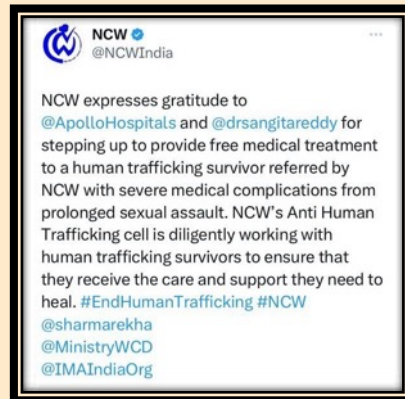 NCW
@NCWIndia
NCW expresses gratitude to
@ApolloHospitals and @drsangitareddy for
stepping up to provide free medical treatment
to a human trafficking survivor referred by
NCW with severe medical complications from
prolonged sexual assault. NCW's Anti Human
Trafficking cell is diligently working with
human trafficking survivors to ensure that
they receive the care and support they need to
heal. #EndHumanTrafficking #NCW
@sharmarekha
@MinistryWCD
@IMAIndiaOrg